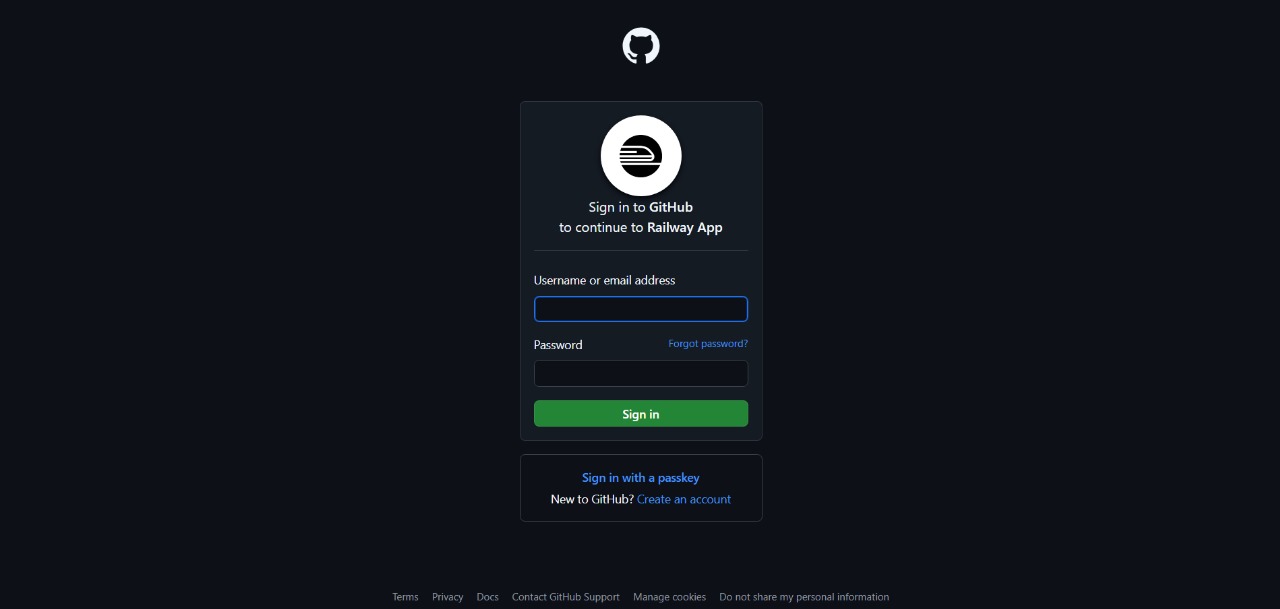 Sign in to GitHub
to continue to Railway App
Username or email address
Password Forgot password?
Sign in
Sign in with a passkey
New to GitHub? Create an account
Terms Privacy Docs Contact GitHub Support Manage cookies Do not share my personal information